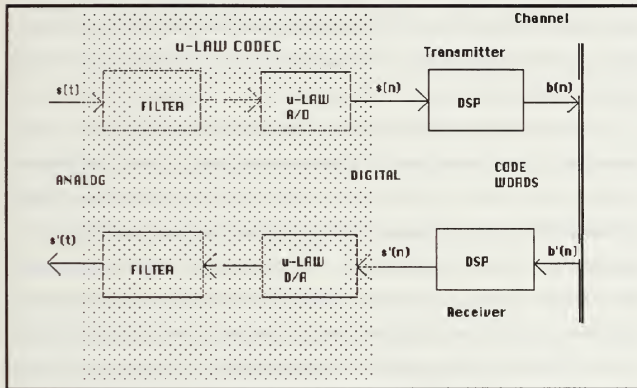 Channel
u-LAW CODEC
Transmitter
s(t)
s(n)
b(n)
FILTER
u-LAW
A/D
DSP
ANALOG
DIGITAL
CODE
WORDS
s'(t)
s'(n)
b'(n)
FILTER
u-LAW
D/A
DSP
Receiver